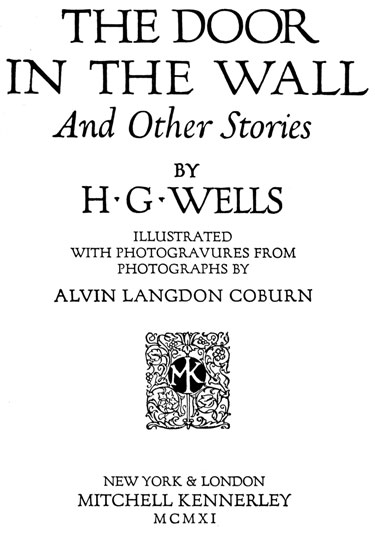 THE DOOR
IN THE WALL
And Other Stories
BY
H·G·WELLS
ILLUSTRATED
WITH PHOTOGRAVURES FROM
PHOTOGRAPHS BY
ALVIN LANGDON COBURN
MK
NEW YORK & LONDON
MITCHELL KENNERLEY
MCMXI